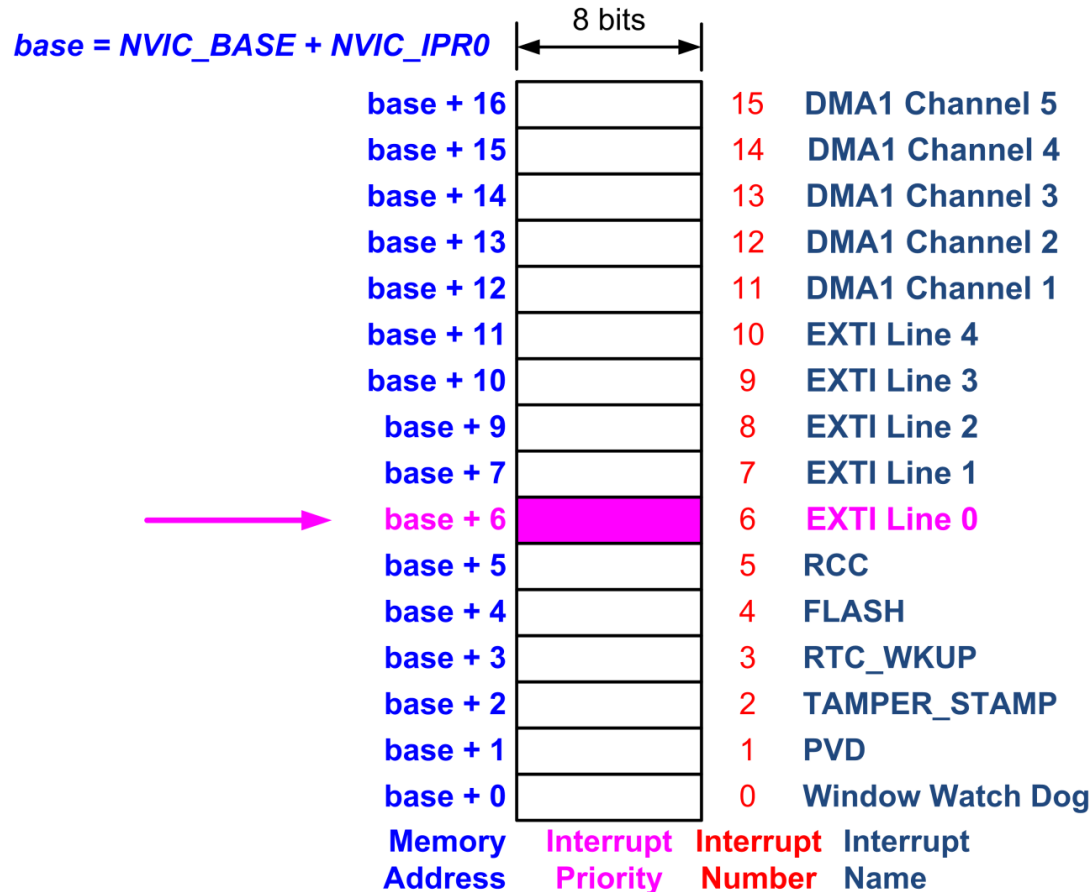 8 bits
base = NVIC_BASE + NVIC_IPR0
base + 16 15 DMA1 Channel 5
base + 15 14 DMA1 Channel 4
base + 14 13 DMA1 Channel 3
base + 13 12 DMA1 Channel 2
base + 12 11 DMA1 Channel 1
base + 11 10 EXTI Line 4
base + 10 9 EXTI Line 3
base + 9 8 EXTI Line 2
base + 7 7 EXTI Line 1
base + 6 6 EXTI Line 0
base + 5 5 RCC
base + 4 4 FLASH
base + 3 3 RTC_WKUP
base + 2 2 TAMPER_STAMP
base + 1 1 PVD
base + 0 0 Window Watch Dog
Memory Interrupt Interrupt Interrupt
Address Priority Number Name